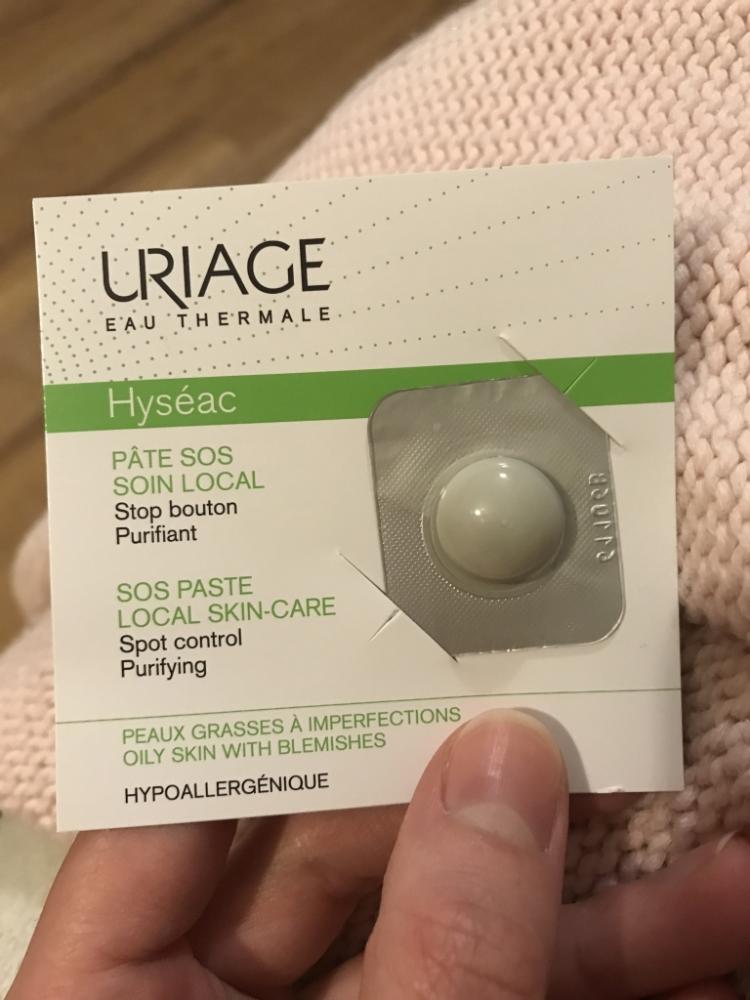 URIAGE
EAU THERMALE
Hyséac
PÂTE SOS
SOIN LOCAL
Stop bouton
Purifiant
SOS PASTE
LOCAL SKIN-CARE
Spot control
Purifying
PEAUX GRASSES À IMPERFECTIONS
OILY SKIN WITH BLEMISHES
HYPOALLERGÉNIQUE